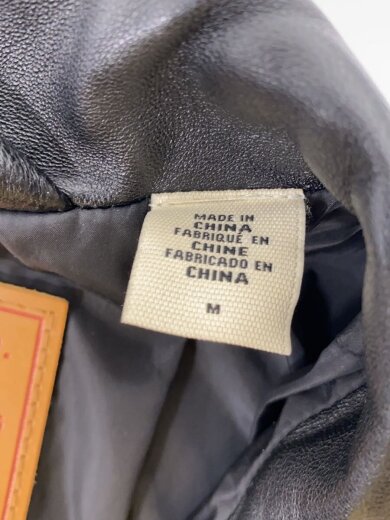 MADE IN
CHINA
FABRIQUÉ EN
CHINE
FABRICADO EN
CHINA
M